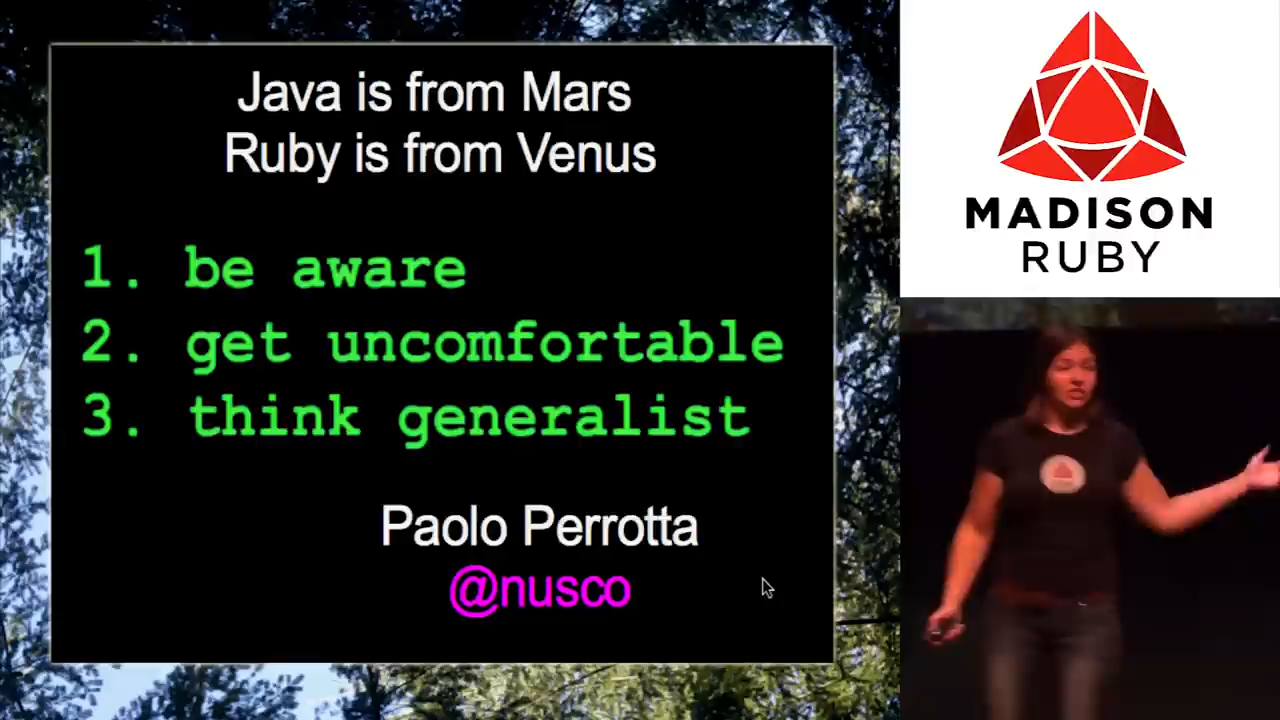 Java is from Mars
Ruby is from Venus
1. be aware
2. get uncomfortable
3. think generalist
Paolo Perrotta
@nusco
MADISON
RUBY